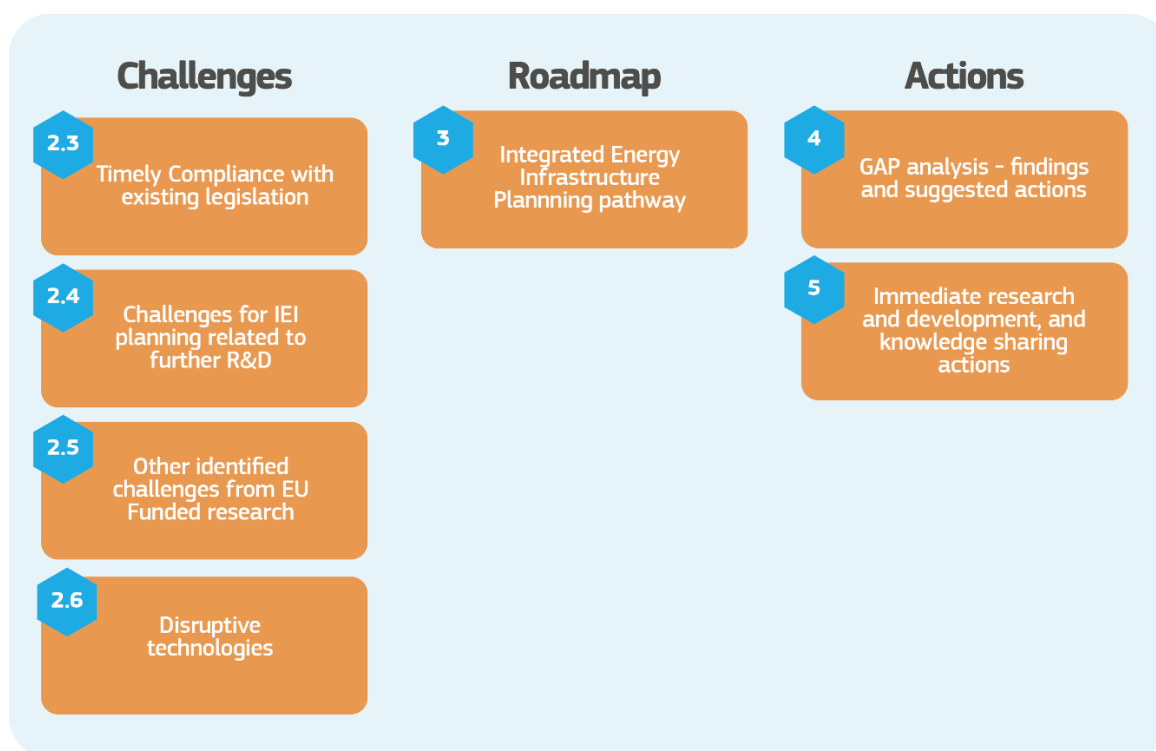 Challenges
2.3
Timely Compliance with
existing legislation
2.4
Challenges for IEI
planning related to
further R&D
2.5
Other identified
challenges from EU
Funded research
2.6
Disruptive
technologies
Roadmap
3
Integrated Energy
Infrastructure
Plannning pathway
Actions
4
GAP analysis - findings
and suggested actions
5
Immediate research
and development, and
knowledge sharing
actions